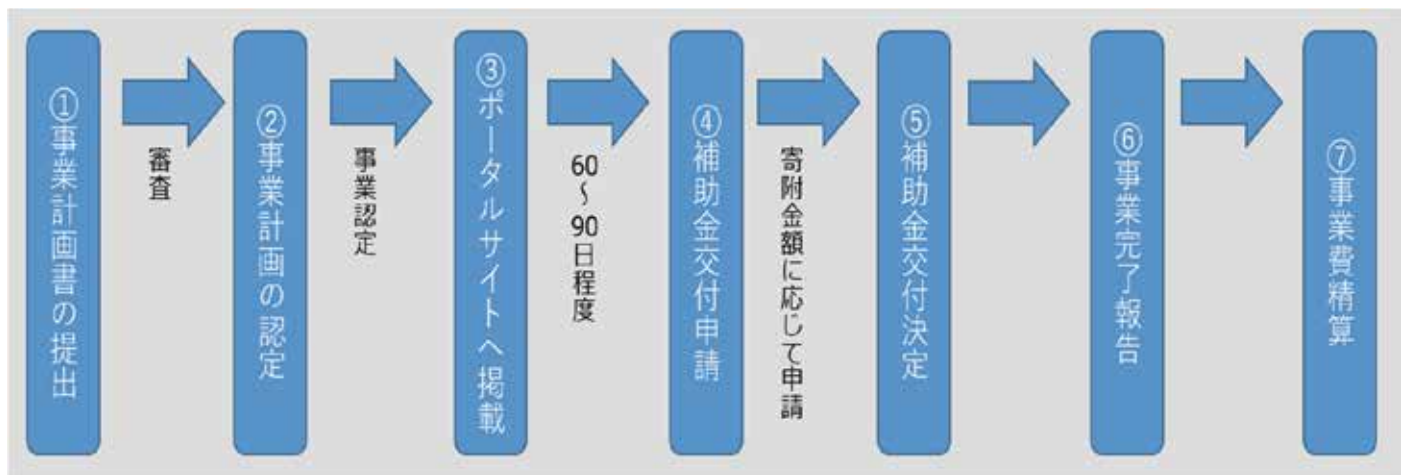 ①事業計画書の提出
審査
②事業計画の認定
事業認定
③ポータルサイトへ掲載
60～90日程度
④補助金交付申請
寄附金額に応じて申請
⑤補助金交付決定
⑥事業完了報告
⑦事業費精算